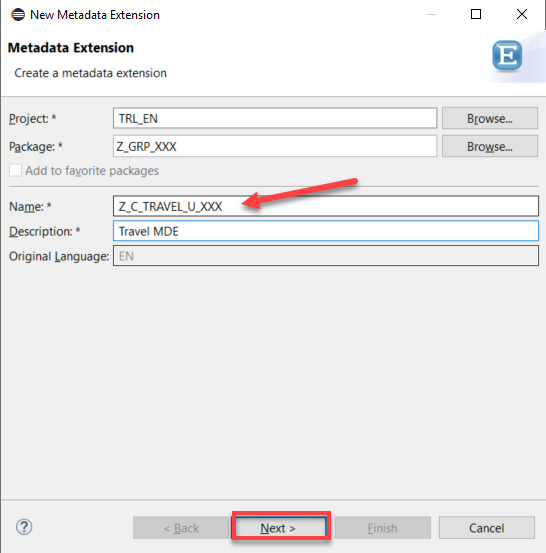 New Metadata Extension
Metadata Extension
Create a metadata extension
E
Project: * TRL_EN Browse...
Package: * Z_GRP_XXX Browse...
Add to favorite packages
Name: * Z_C_TRAVEL_U_XXX
Description: * Travel MDE
Original Language: EN
? < Back Next > Finish Cancel